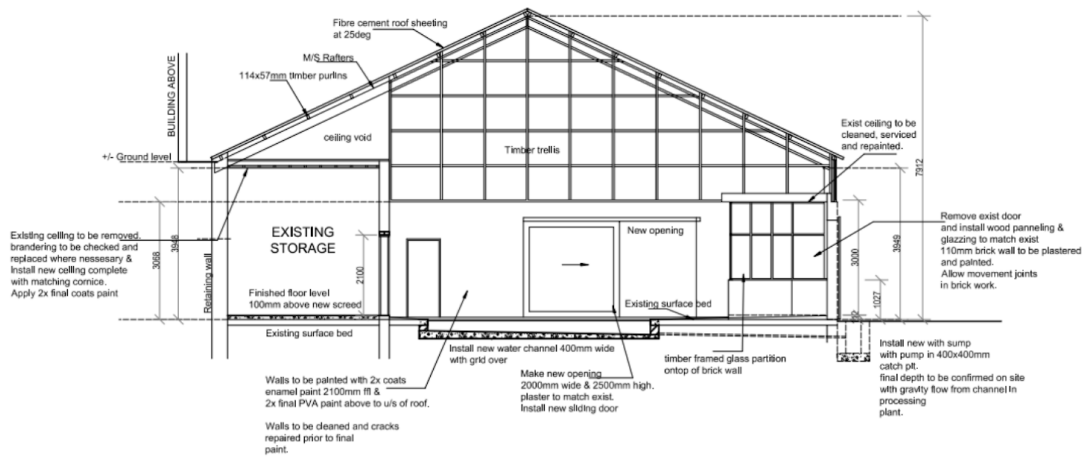 Fibre cement roof sheeting
at 25deg
M/S Rafters
114x57mm timber purlins
BUILDING ABOVE
+/- Ground level
ceiling void
Timber trellis
Exist ceiling to be
cleaned, serviced
and repainted.
7912
Existing ceiling to be removed,
brandering to be checked and
replaced where nessesary &
Install new ceiling complete
with matching cornice.
Apply 2x final coats paint
3068
3948
Retaining wall
EXISTING
STORAGE
2100
Finished floor level
100mm above new screed
Existing surface bed
New opening
Existing surface bed
3000
3949
1027
Remove exist door
and install wood panneling &
glazzing to match exist
110mm brick wall to be plastered
and painted.
Allow movement joints
in brick work.
Install new water channel 400mm wide
with grid over
timber framed glass partition
ontop of brick wall
Install new with sump
with pump in 400x400mm
catch pit.
final depth to be confirmed on site
with gravity flow from channel in
processing
plant.
Walls to be painted with 2x coats
enamel paint 2100mm ffl &
2x final PVA paint above to u/s of roof.
Walls to be cleaned and cracks
repaired prior to final
paint.
Make new opening
2000mm wide & 2500mm high.
plaster to match exist.
Install new sliding door